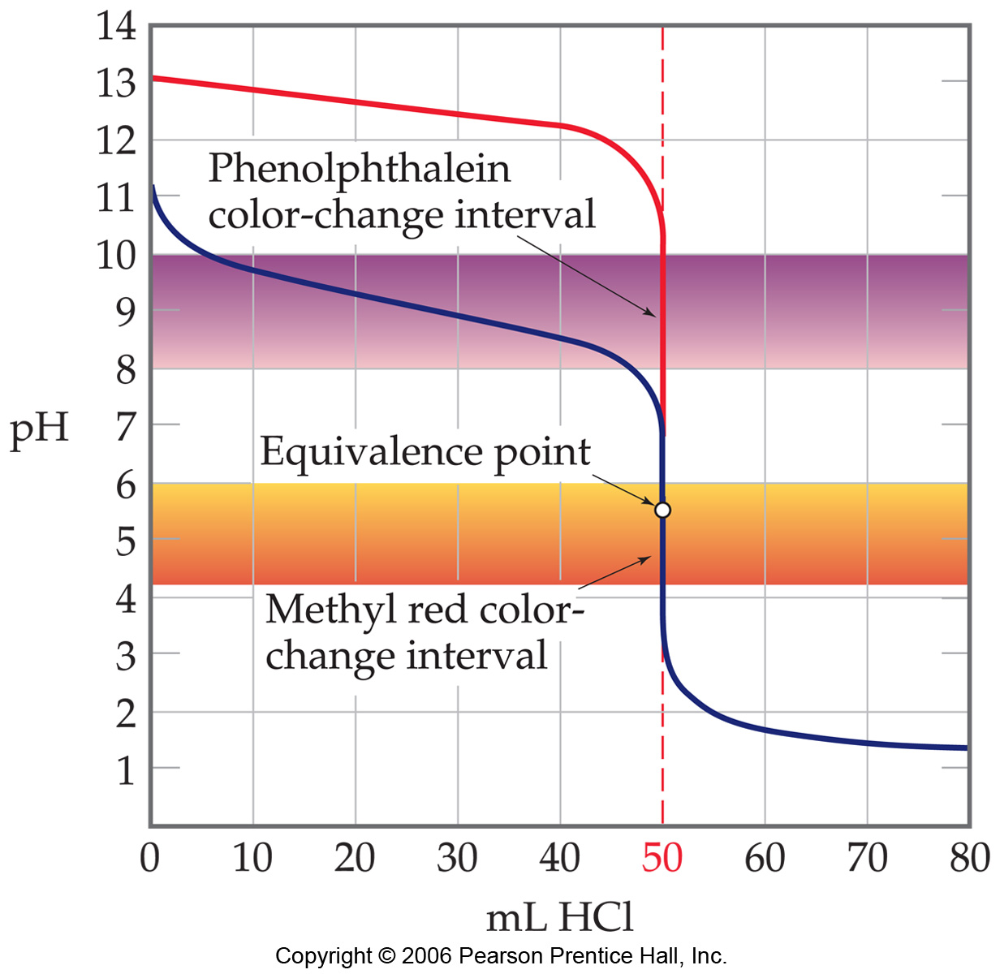 14
13
12
Phenolphthalein
11
color-change interval
10
9
8
pH
7
Equivalence point
6
5
4
Methyl red color-
change interval
3
2
1
0 10 20 30 40 50 60 70 80
mL HCl
Copyright © 2006 Pearson Prentice Hall, Inc.